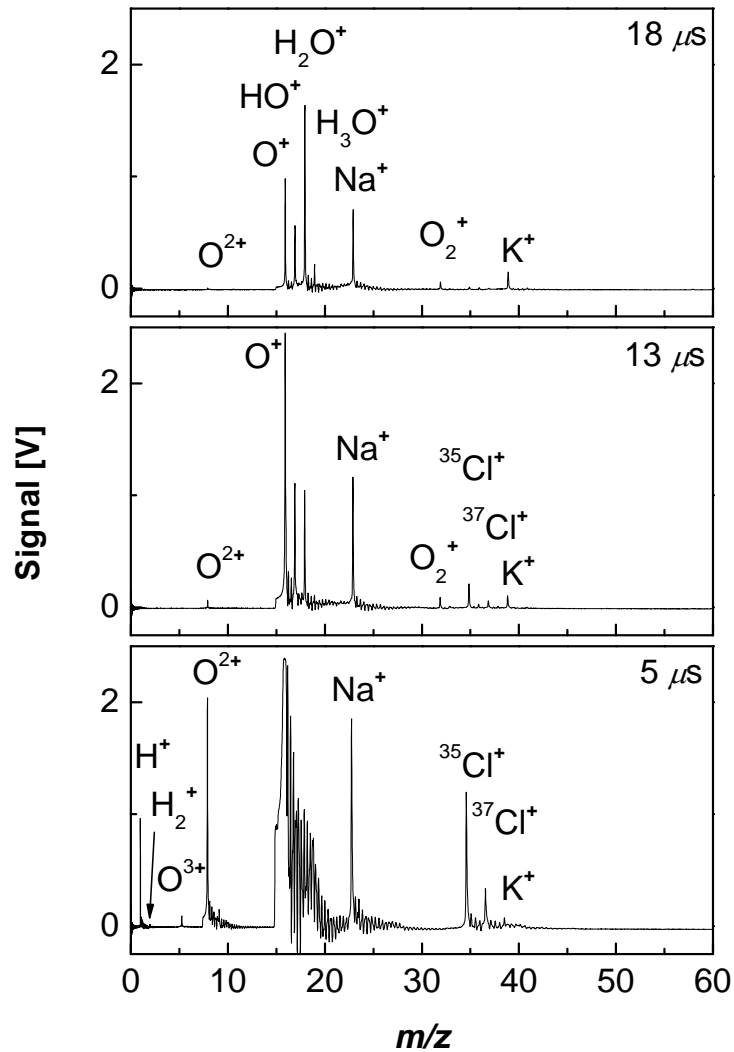 18 μs
2
H₂O⁺
HO⁺
H₃O⁺
O⁺
Na⁺
O²⁺
O₂⁺
K⁺
0
13 μs
O⁺
2
Na⁺
³⁵Cl⁺
³⁷Cl⁺
O²⁺
O₂⁺
K⁺
0
Signal [V]
5 μs
O²⁺
2
Na⁺
H⁺
³⁵Cl⁺
H₂⁺
³⁷Cl⁺
O³⁺
K⁺
0
0 10 20 30 40 50 60
m/z